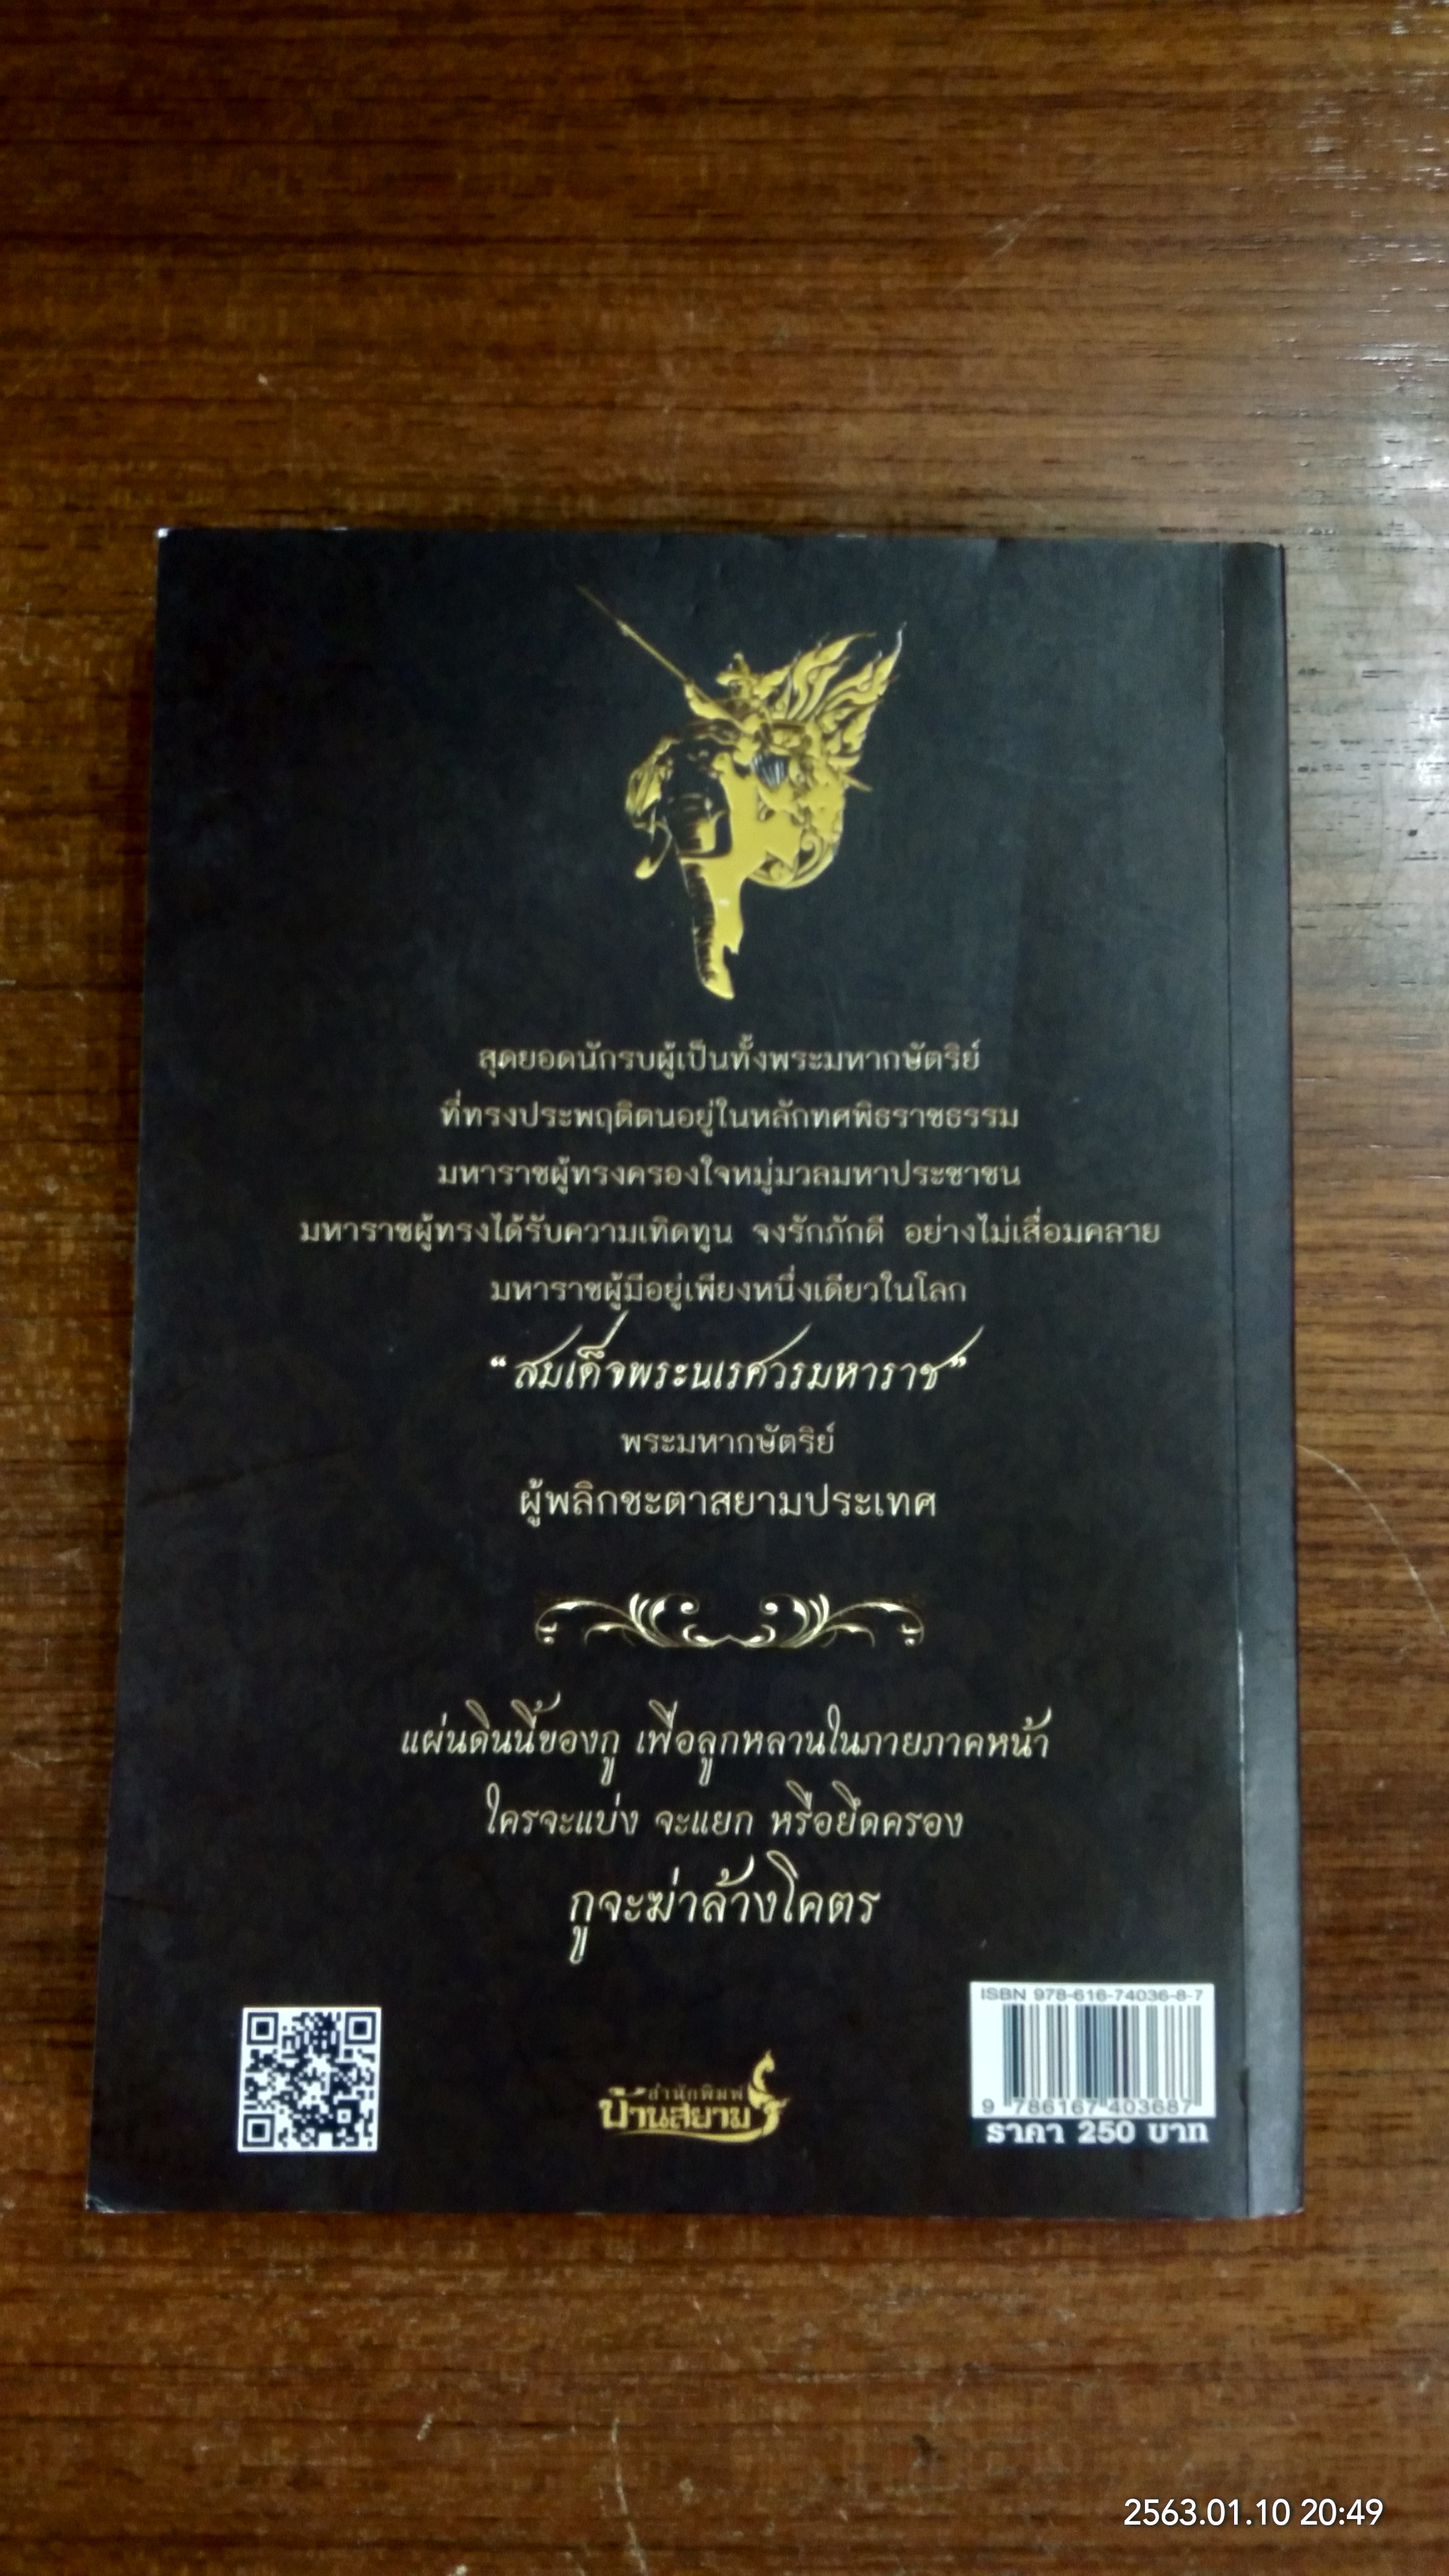 สุดยอดนักรบผู้เป็นทั้งพระมหากษัตริย์
ที่ทรงประพฤติตนอยู่ในหลักทศพิธราชธรรม
มหาราชผู้ทรงครองใจหมู่มวลมหาประชาชน
มหาราชผู้ทรงได้รับความเทิดทูน จงรักภักดี อย่างไม่เสื่อมคลาย
มหาราชผู้มีอยู่เพียงหนึ่งเดียวในโลก
“สมเด็จพระนเรศวรมหาราช”
พระมหากษัตริย์
ผู้พลิกชะตาสยามประเทศ
แผ่นดินนี้ของกู เพื่อลูกหลานในภายภาคหน้า
ใครจะแบ่ง จะแยก หรือยึดครอง
กูจะฆ่าล้างโคตร
สำนักพิมพ์
บ้านสยาม
ISBN 978-616-74036-8-7
9 786167 403687
ราคา 250 บาท
2563.01.10 20:49